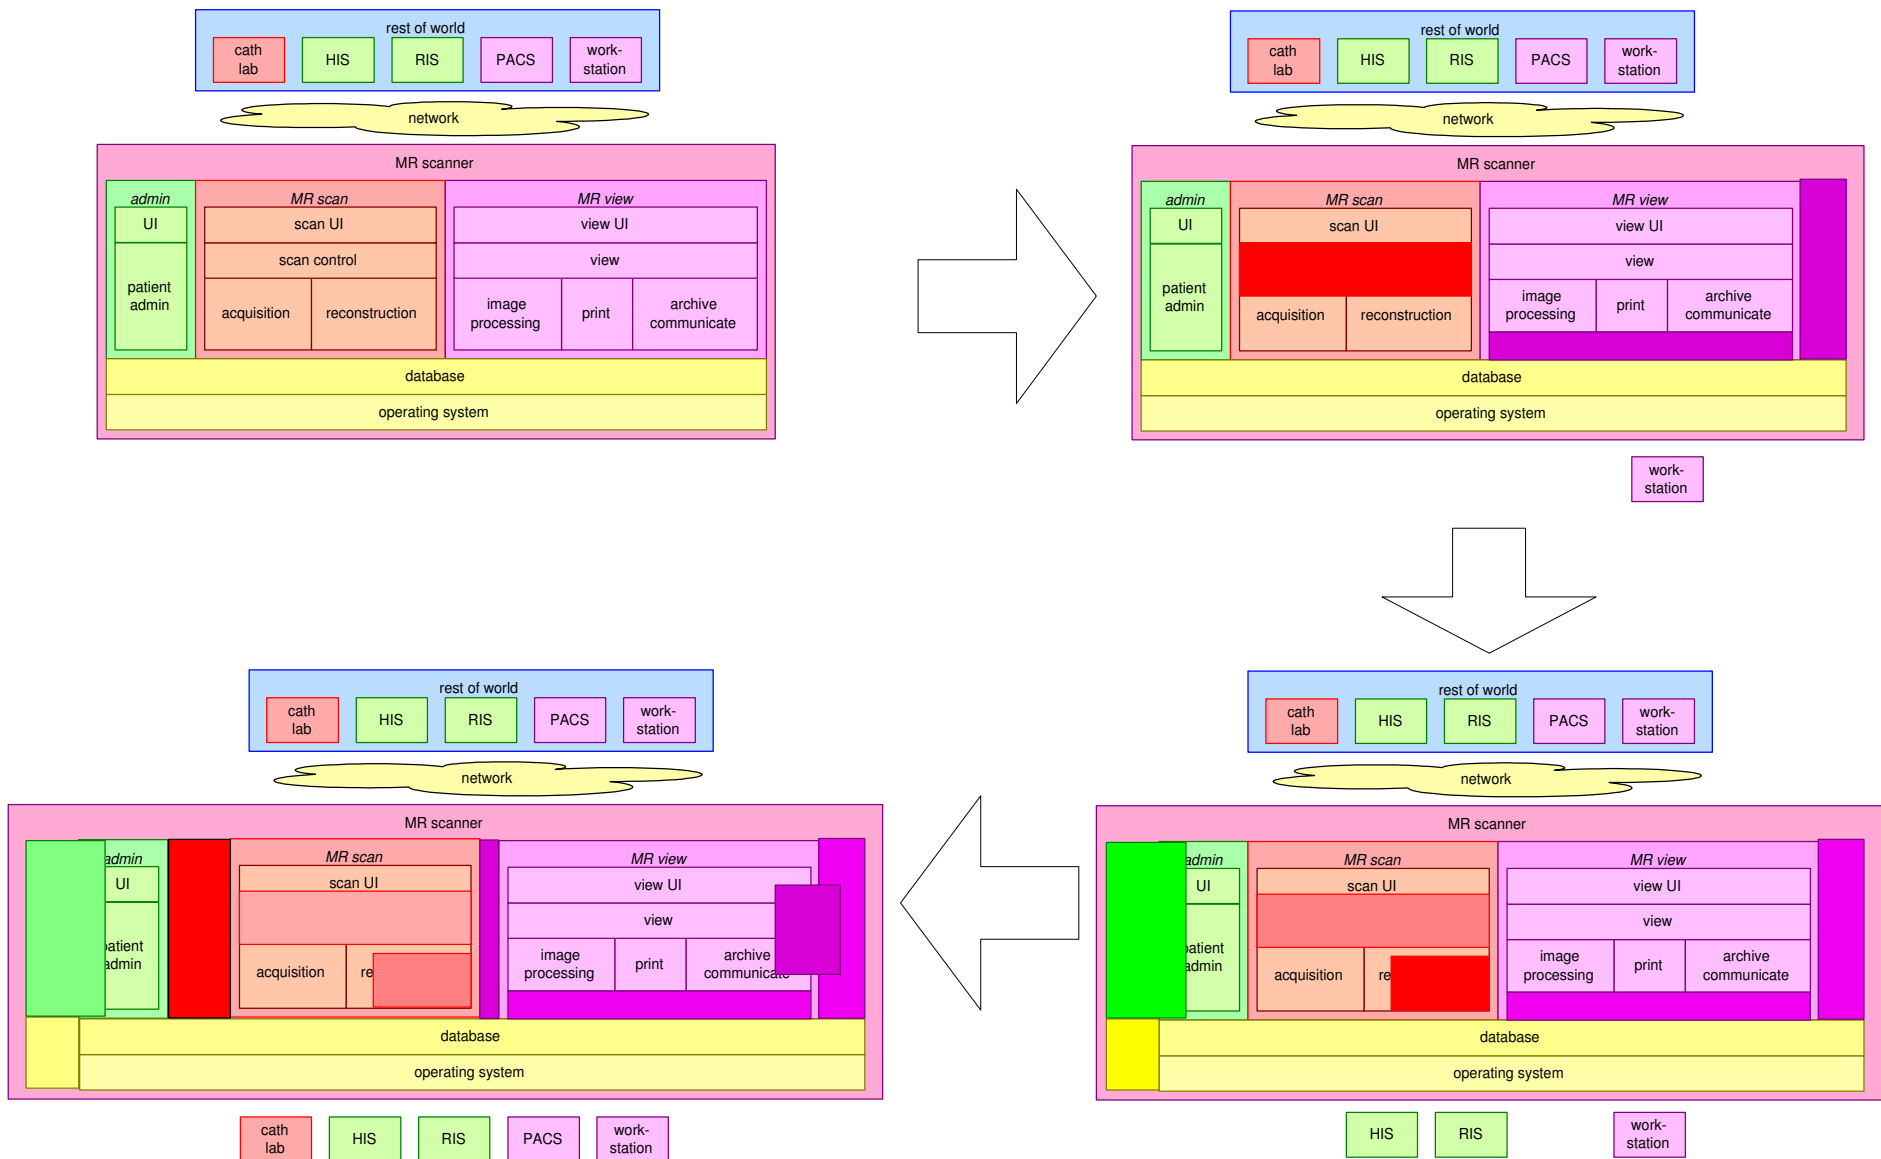 rest of world
cath
lab
HIS
RIS
PACS
work-
station
network
MR scanner
admin
MR scan
MR view
UI
scan UI
view UI
scan control
view
patient
admin
acquisition
reconstruction
image
processing
print
archive
communicate
database
operating system
rest of world
cath
lab
HIS
RIS
PACS
work-
station
network
MR scanner
admin
MR scan
MR view
UI
scan UI
view UI
view
patient
admin
acquisition
reconstruction
image
processing
print
archive
communicate
database
operating system
work-
station
rest of world
cath
lab
HIS
RIS
PACS
work-
station
network
MR scanner
admin
MR scan
MR view
UI
scan UI
view UI
view
patient
admin
acquisition
re
image
processing
print
archive
communicate
database
operating system
HIS
RIS
work-
station
rest of world
cath
lab
HIS
RIS
PACS
work-
station
network
MR scanner
admin
MR scan
MR view
UI
scan UI
view UI
view
patient
admin
acquisition
re
image
processing
print
archive
communicate
database
operating system
cath
lab
HIS
RIS
PACS
work-
station